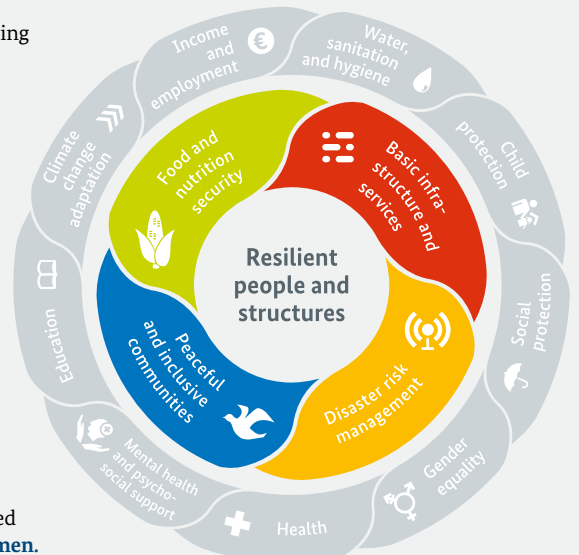 ing
Income
and
employment
€
Water,
sanitation
and hygiene
Child
protection
Social
protection
Gender
equality
Health
Mental health
and psycho-
social support
Education
Climate
change
adaptation
Food and
nutrition
security
Basic infra-
structure and
services
Disaster risk
management
Peaceful
and inclusive
communities
Resilient
people and
structures
ed
men.